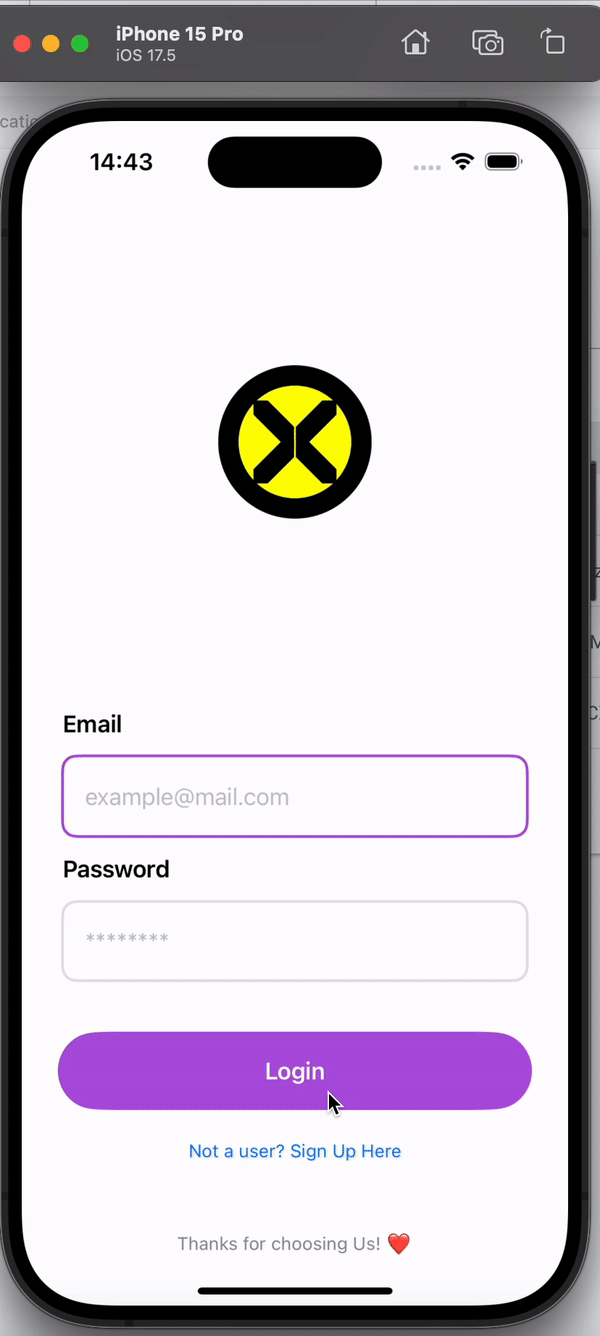 iPhone 15 Pro
iOS 17.5
14:43
Email
example@mail.com
Password
********
Login
Not a user? Sign Up Here
Thanks for choosing Us! ❤️